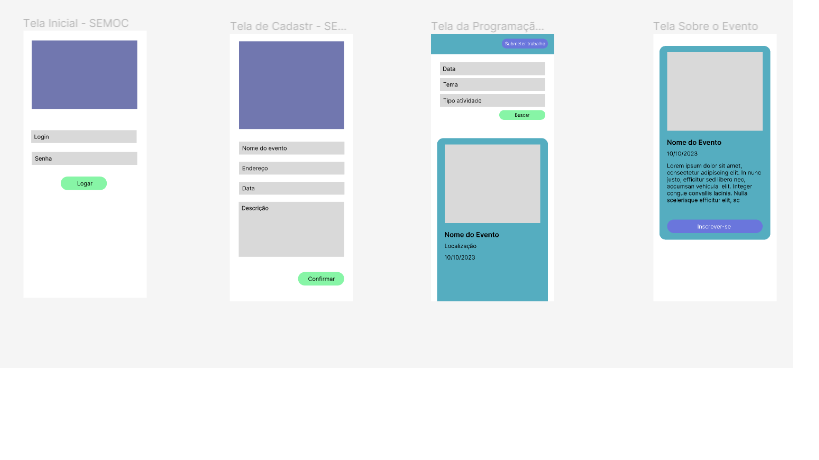 Tela Inicial - SEMOC
Login
Senha
Logar
Tela de Cadastr - SE...
Nome do evento
Endereço
Data
Descrição
Confirmar
Tela da Programaçã...
Data
Tema
Tipo atividade
Nome do Evento
Localização
10/10/2023
Tela Sobre o Evento
Nome do Evento
10/10/2023
Lorem ipsum dolor sit amet,
consectetur adipiscing elit. In nunc
justo, efficitur sed libero nec,
accumsan vehicula elit. Integer
congue convallis lacinia. Nulla
scelerisque efficitur elit, ac
Inscrever-se